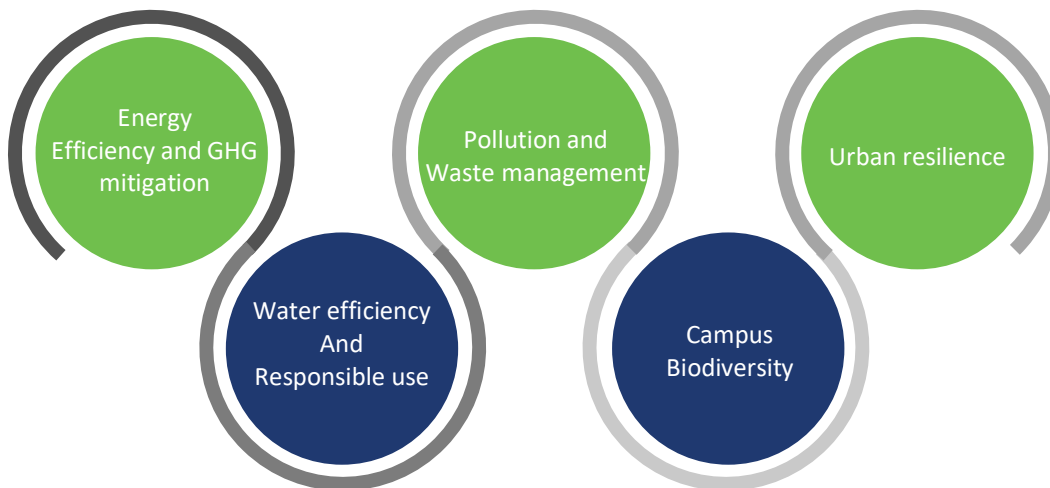 Energy
Efficiency and GHG
mitigation
Water efficiency
And
Responsible use
Pollution and
Waste management
Campus
Biodiversity
Urban resilience